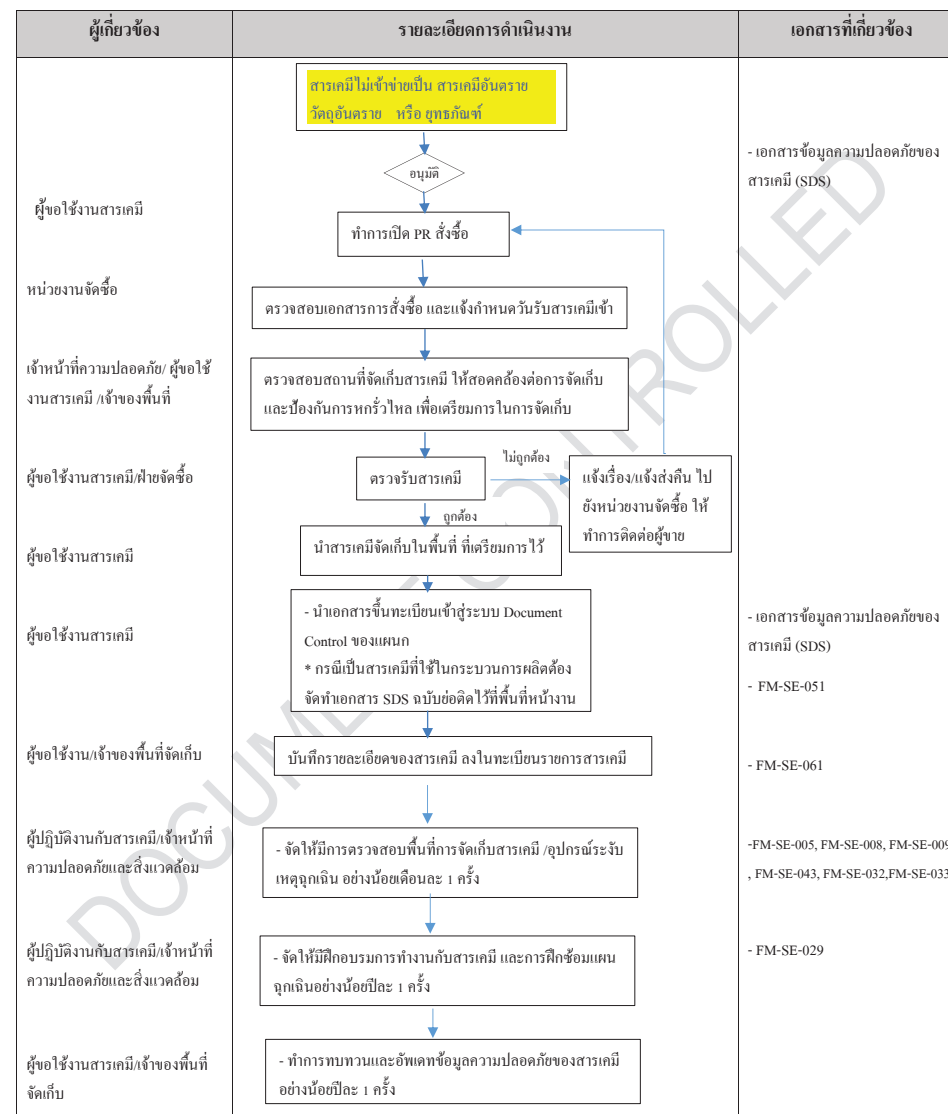 ผู้เกี่ยวข้อง
รายละเอียดการดำเนินงาน
เอกสารที่เกี่ยวข้อง
สารเคมีไม่เข้าข่ายเป็น สารเคมีอันตราย
วัตถุอันตราย หรือ ยุทธภัณฑ์
- เอกสารข้อมูลความปลอดภัยของ
สารเคมี (SDS)
อนุมัติ
ผู้ขอใช้งานสารเคมี
ทำการเปิด PR สั่งซื้อ
หน่วยงานจัดซื้อ
ตรวจสอบเอกสารการสั่งซื้อ และแจ้งกำหนดวันรับสารเคมีเข้า
เจ้าหน้าที่ความปลอดภัย/ ผู้ขอใช้
งานสารเคมี /เจ้าของพื้นที่
ตรวจสอบสถานที่จัดเก็บสารเคมี ให้สอดคล้องต่อการจัดเก็บ
และป้องกันการหกรั่วไหล เพื่อเตรียมการในการจัดเก็บ
ผู้ขอใช้งานสารเคมี/ฝ่ายจัดซื้อ
ตรวจรับสารเคมี
ไม่ถูกต้อง
แจ้งเรื่อง/แจ้งส่งคืน ไป
ยังหน่วยงานจัดซื้อ ให้
ทำการติดต่อผู้ขาย
ถูกต้อง
ผู้ขอใช้งานสารเคมี
นำสารเคมีจัดเก็บในพื้นที่ ที่เตรียมการไว้
ผู้ขอใช้งานสารเคมี
- นำเอกสารขึ้นทะเบียนเข้าสู่ระบบ Document
Control ของแผนก
* กรณีเป็นสารเคมีที่ใช้ในกระบวนการผลิตต้อง
จัดทำเอกสาร SDS ฉบับย่อติดไว้ที่พื้นที่หน้างาน
- เอกสารข้อมูลความปลอดภัยของ
สารเคมี (SDS)
- FM-SE-051
ผู้ขอใช้งาน/เจ้าของพื้นที่จัดเก็บ
บันทึกรายละเอียดของสารเคมี ลงในทะเบียนรายการสารเคมี
- FM-SE-061
ผู้ปฏิบัติงานกับสารเคมี/เจ้าหน้าที่
ความปลอดภัยและสิ่งแวดล้อม
- จัดให้มีการตรวจสอบพื้นที่การจัดเก็บสารเคมี /อุปกรณ์ระงับ
เหตุฉุกเฉิน อย่างน้อยเดือนละ 1 ครั้ง
-FM-SE-005, FM-SE-008, FM-SE-009
, FM-SE-043, FM-SE-032,FM-SE-033
ผู้ปฏิบัติงานกับสารเคมี/เจ้าหน้าที่
ความปลอดภัยและสิ่งแวดล้อม
- จัดให้มีฝึกอบรมการทำงานกับสารเคมี และการฝึกซ้อมแผน
ฉุกเฉินอย่างน้อยปีละ 1 ครั้ง
- FM-SE-029
ผู้ขอใช้งานสารเคมี/เจ้าของพื้นที่
จัดเก็บ
- ทำการทบทวนและอัพเดทข้อมูลความปลอดภัยของสารเคมี
อย่างน้อยปีละ 1 ครั้ง